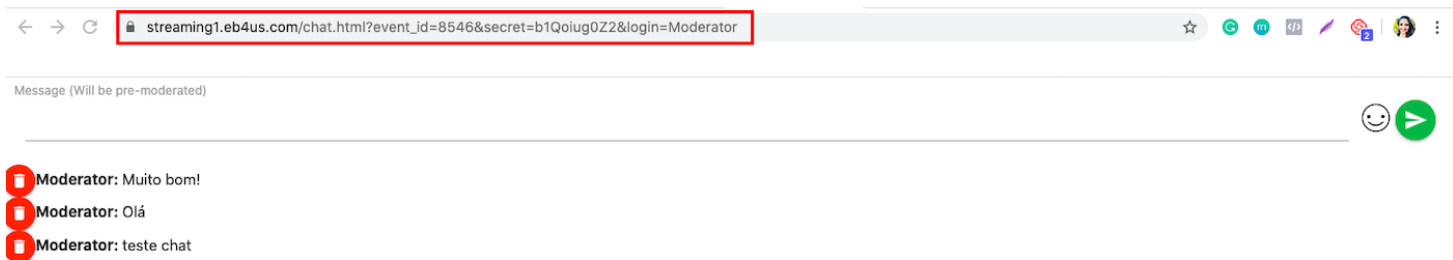 streaming1.eb4us.com/chat.html?event_id=8546&secret=b1Qoiug0Z2&login=Moderator
G m </> 2
Message (Will be pre-moderated)
Moderator: Muito bom!
Moderator: Olá
Moderator: teste chat